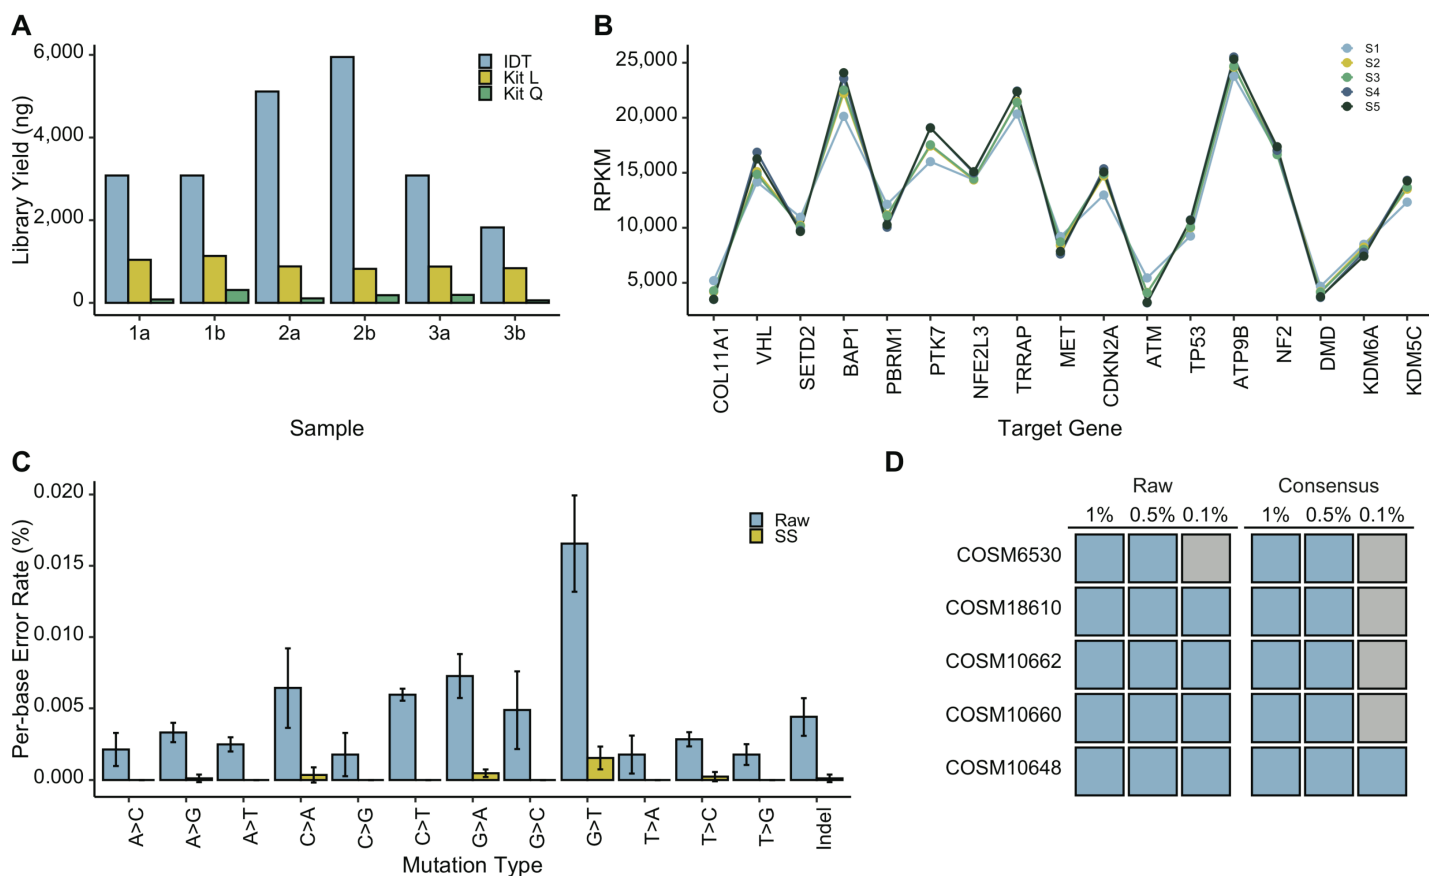 A
Library Yield (ng)
6,000
4,000
2,000
0
IDT
Kit L
Kit Q
1a 1b 2a 2b 3a 3b
Sample
B
RPKM
25,000
20,000
15,000
10,000
5,000
S1
S2
S3
S4
S5
COL11A1
VHL
SETD2
BAP1
PBRM1
PTK7
NFE2L3
TRRAP
MET
CDKN2A
ATM
TP53
ATP9B
NF2
DMD
KDM6A
KDM5C
Target Gene
C
Per-base Error Rate (%)
0.020
0.015
0.010
0.005
0.000
Raw
SS
A>C
A>G
A>T
C>A
C>G
C>T
G>A
G>C
G>T
T>A
T>C
T>G
Indel
Mutation Type
D
Raw Consensus
1% 0.5% 0.1% 1% 0.5% 0.1%
COSM6530
COSM18610
COSM10662
COSM10660
COSM10648